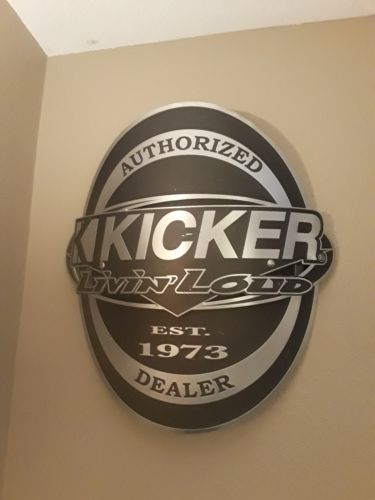 AUTHORIZED
K KICKER®
LIVIN' LOUD
EST.
1973
DEALER